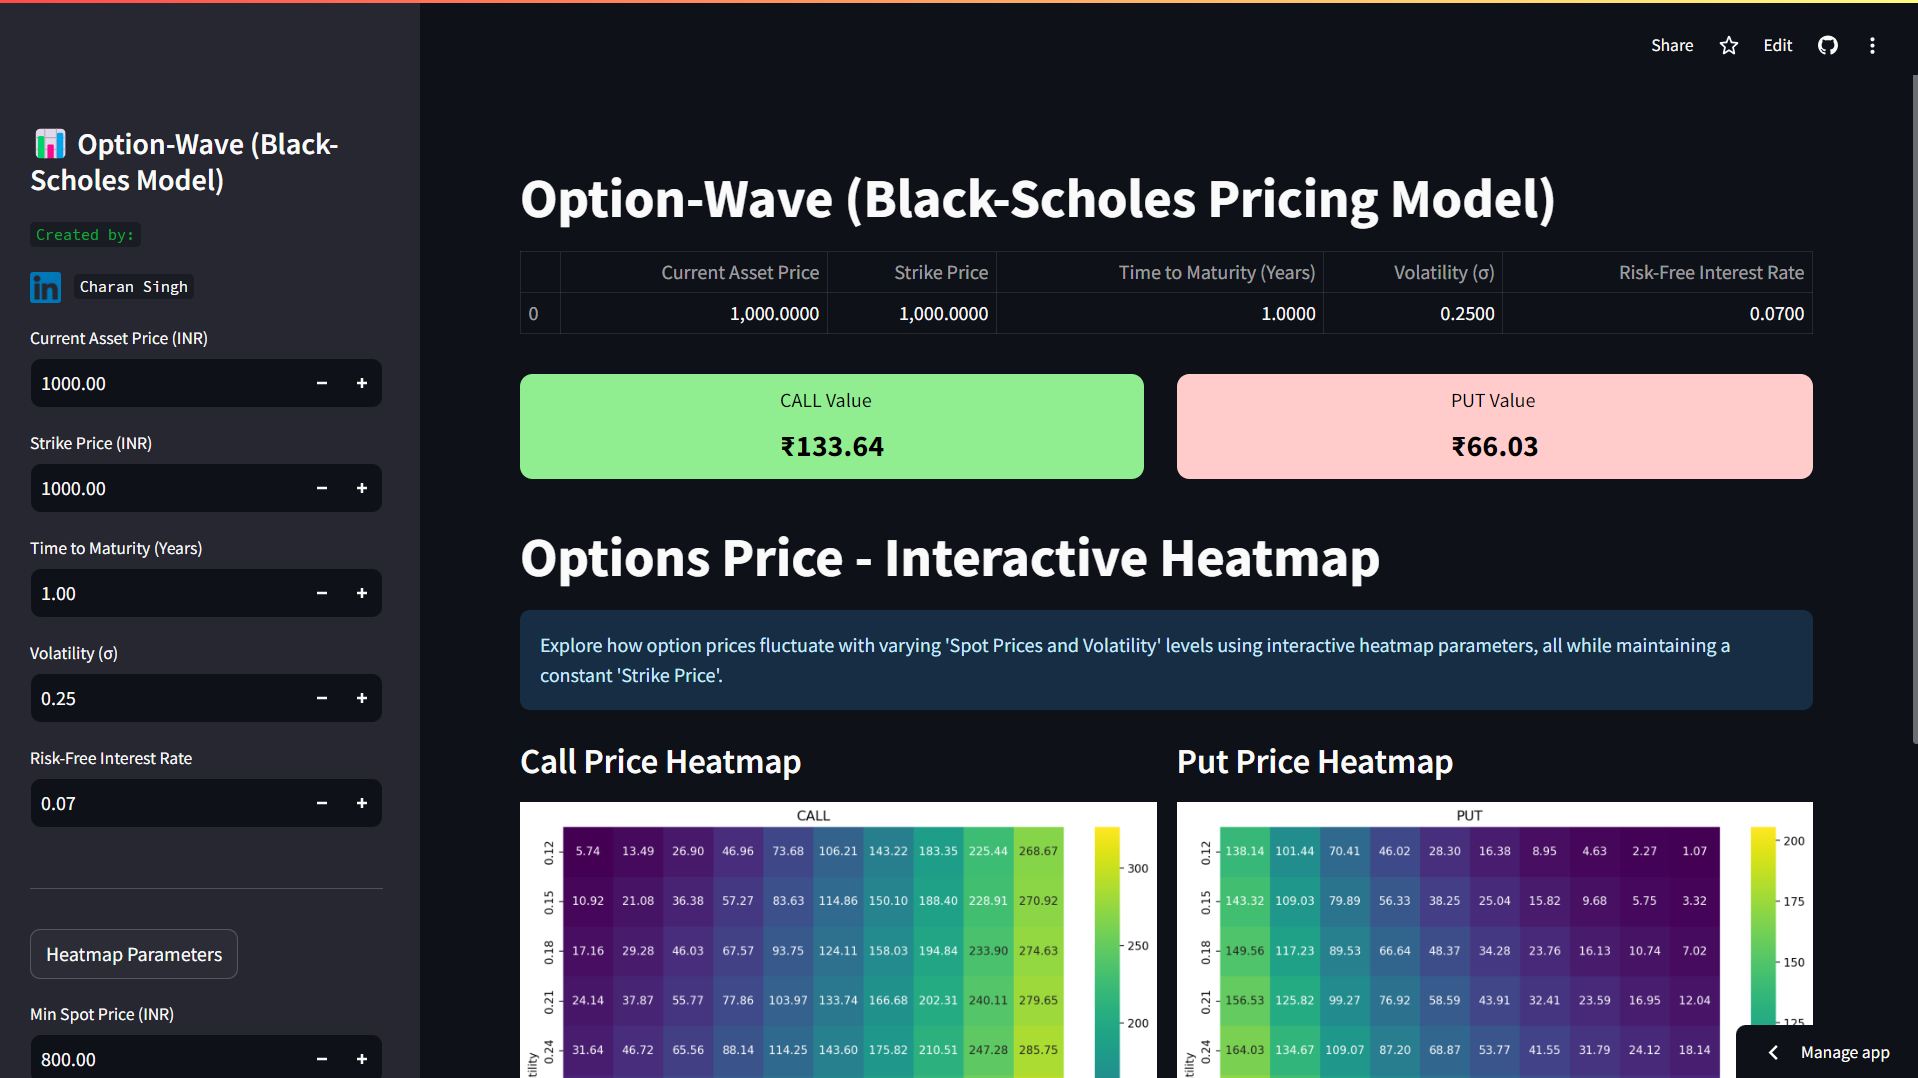 Share
Edit
Option-Wave (Black-
Scholes Model)
Created by:
in
Charan Singh
Current Asset Price (INR)
1000.00
Strike Price (INR)
1000.00
Time to Maturity (Years)
1.00
Volatility (σ)
0.25
Risk-Free Interest Rate
0.07
Heatmap Parameters
Min Spot Price (INR)
800.00
Option-Wave (Black-Scholes Pricing Model)
Current Asset Price Strike Price Time to Maturity (Years) Volatility (σ) Risk-Free Interest Rate
0 1,000.0000 1,000.0000 1.0000 0.2500 0.0700
CALL Value
₹133.64
PUT Value
₹66.03
Options Price - Interactive Heatmap
Explore how option prices fluctuate with varying 'Spot Prices and Volatility' levels using interactive heatmap parameters, all while maintaining a
constant 'Strike Price'.
Call Price Heatmap
CALL
0.12 5.74 13.49 26.90 46.96 73.68 106.21 143.22 183.35 225.44 268.67
0.15 10.92 21.08 36.38 57.27 83.63 114.86 150.10 188.40 228.91 270.92
0.18 17.16 29.28 46.03 67.57 93.75 124.11 158.03 194.84 233.90 274.63
0.21 24.14 37.87 55.77 77.86 103.97 133.74 166.68 202.31 240.11 279.65
0.24 31.64 46.72 65.56 88.14 114.25 143.60 175.82 210.51 247.28 285.75
tility
300
250
200
Put Price Heatmap
PUT
0.12 138.14 101.44 70.41 46.02 28.30 16.38 8.95 4.63 2.27 1.07
0.15 143.32 109.03 79.89 56.33 38.25 25.04 15.82 9.68 5.75 3.32
0.18 149.56 117.23 89.53 66.64 48.37 34.28 23.76 16.13 10.74 7.02
0.21 156.53 125.82 99.27 76.92 58.59 43.91 32.41 23.59 16.95 12.04
0.24 164.03 134.67 109.07 87.20 68.87 53.77 41.55 31.79 24.12 18.14
tility
200
175
150
125
Manage app